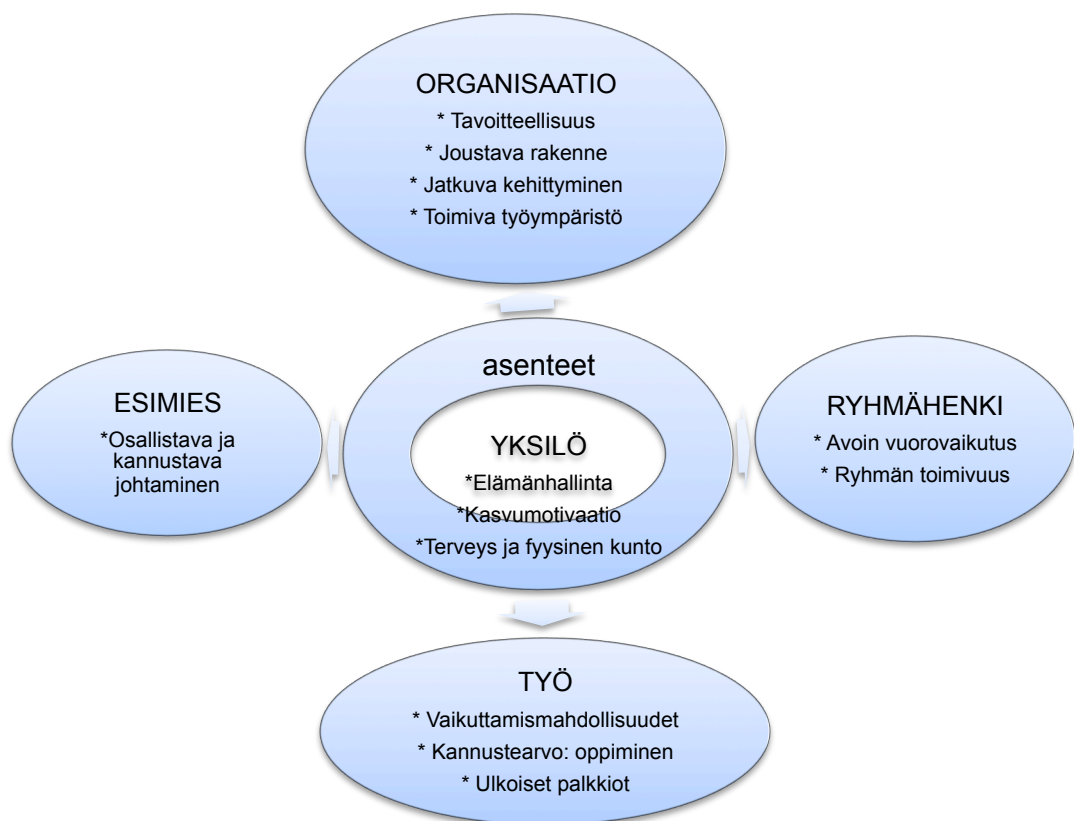 ORGANISAATIO
* Tavoitteellisuus
* Joustava rakenne
* Jatkuva kehittyminen
* Toimiva työympäristö
asenteet
ESIMIES
*Osallistava ja
kannustava
johtaminen
YKSILÖ
*Elämänhallinta
*Kasvumotivaatio
*Terveys ja fyysinen kunto
RYHMÄHENKI
* Avoin vuorovaikutus
* Ryhmän toimivuus
TYÖ
* Vaikuttamismahdollisuudet
* Kannustearvo: oppiminen
* Ulkoiset palkkiot